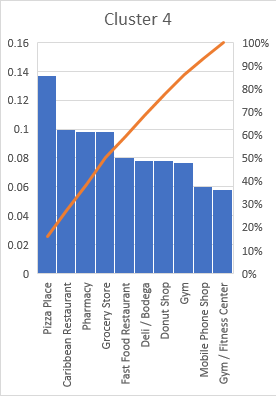 Cluster 4
0.16
0.14
0.12
0.1
0.08
0.06
0.04
0.02
0
100%
90%
80%
70%
60%
50%
40%
30%
20%
10%
0%
Pizza Place
Caribbean Restaurant
Pharmacy
Grocery Store
Fast Food Restaurant
Deli / Bodega
Donut Shop
Gym
Mobile Phone Shop
Gym / Fitness Center